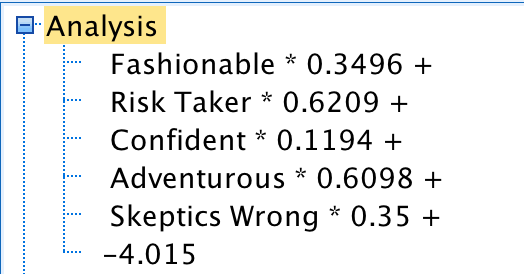 Analysis
Fashionable * 0.3496 +
Risk Taker * 0.6209 +
Confident * 0.1194 +
Adventurous * 0.6098 +
Skeptics Wrong * 0.35 +
-4.015